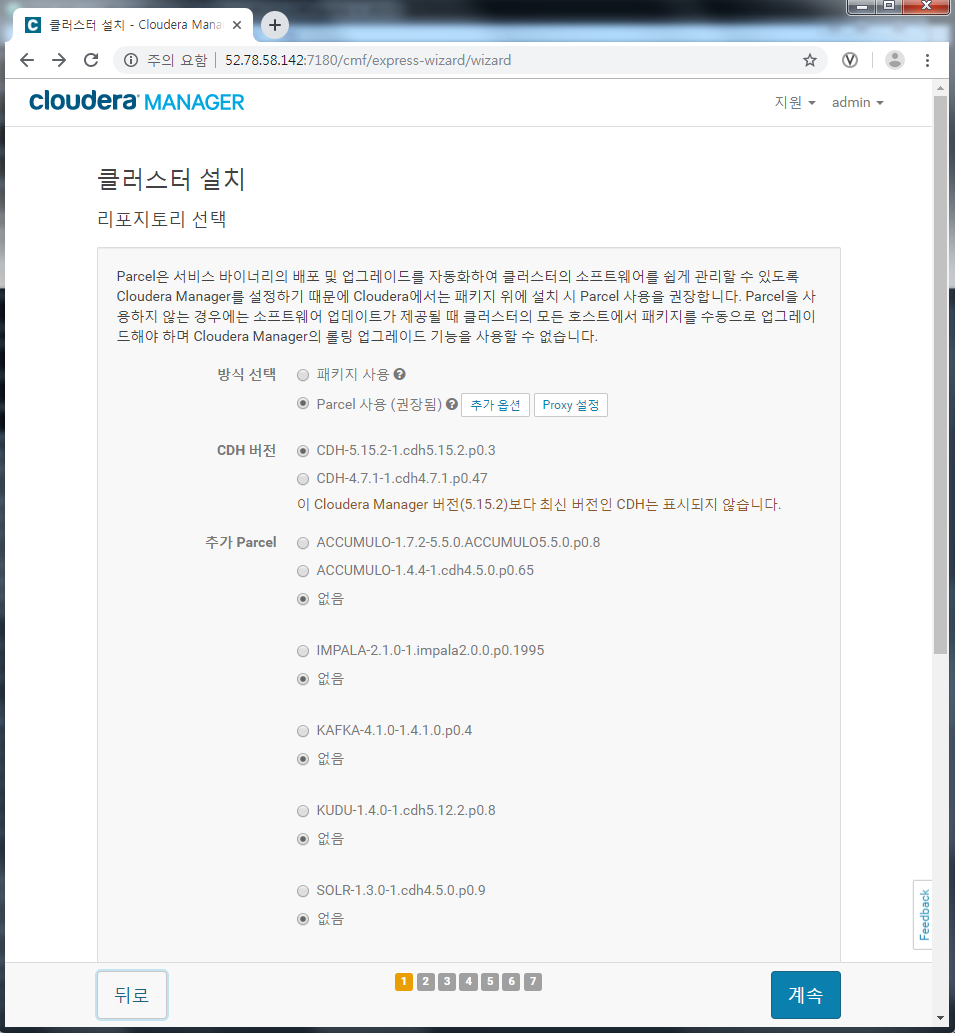 클러스터 설치 - Cloudera Mana
주의 요함 52.78.58.142:7180/cmf/express-wizard/wizard
cloudera MANAGER
지원 admin
클러스터 설치
리포지토리 선택
Parcel은 서비스 바이너리의 배포 및 업그레이드를 자동화하여 클러스터의 소프트웨어를 쉽게 관리할 수 있도록
Cloudera Manager를 설정하기 때문에 Cloudera에서는 패키지 위에 설치 시 Parcel 사용을 권장합니다. Parcel을 사
용하지 않는 경우에는 소프트웨어 업데이트가 제공될 때 클러스터의 모든 호스트에서 패키지를 수동으로 업그레이
드해야 하며 Cloudera Manager의 롤링 업그레이드 기능을 사용할 수 없습니다.
방식 선택 패키지 사용
Parcel 사용 (권장됨) 추가 옵션 Proxy 설정
CDH 버전 CDH-5.15.2-1.cdh5.15.2.p0.3
CDH-4.7.1-1.cdh4.7.1.p0.47
이 Cloudera Manager 버전(5.15.2)보다 최신 버전인 CDH는 표시되지 않습니다.
추가 Parcel ACCUMULO-1.7.2-5.5.0.ACCUMULO5.5.0.p0.8
ACCUMULO-1.4.4-1.cdh4.5.0.p0.65
없음
IMPALA-2.1.0-1.impala2.0.0.p0.1995
없음
KAFKA-4.1.0-1.4.1.0.p0.4
없음
KUDU-1.4.0-1.cdh5.12.2.p0.8
없음
SOLR-1.3.0-1.cdh4.5.0.p0.9
없음
Feedback
뒤로 1 2 3 4 5 6 7 계속